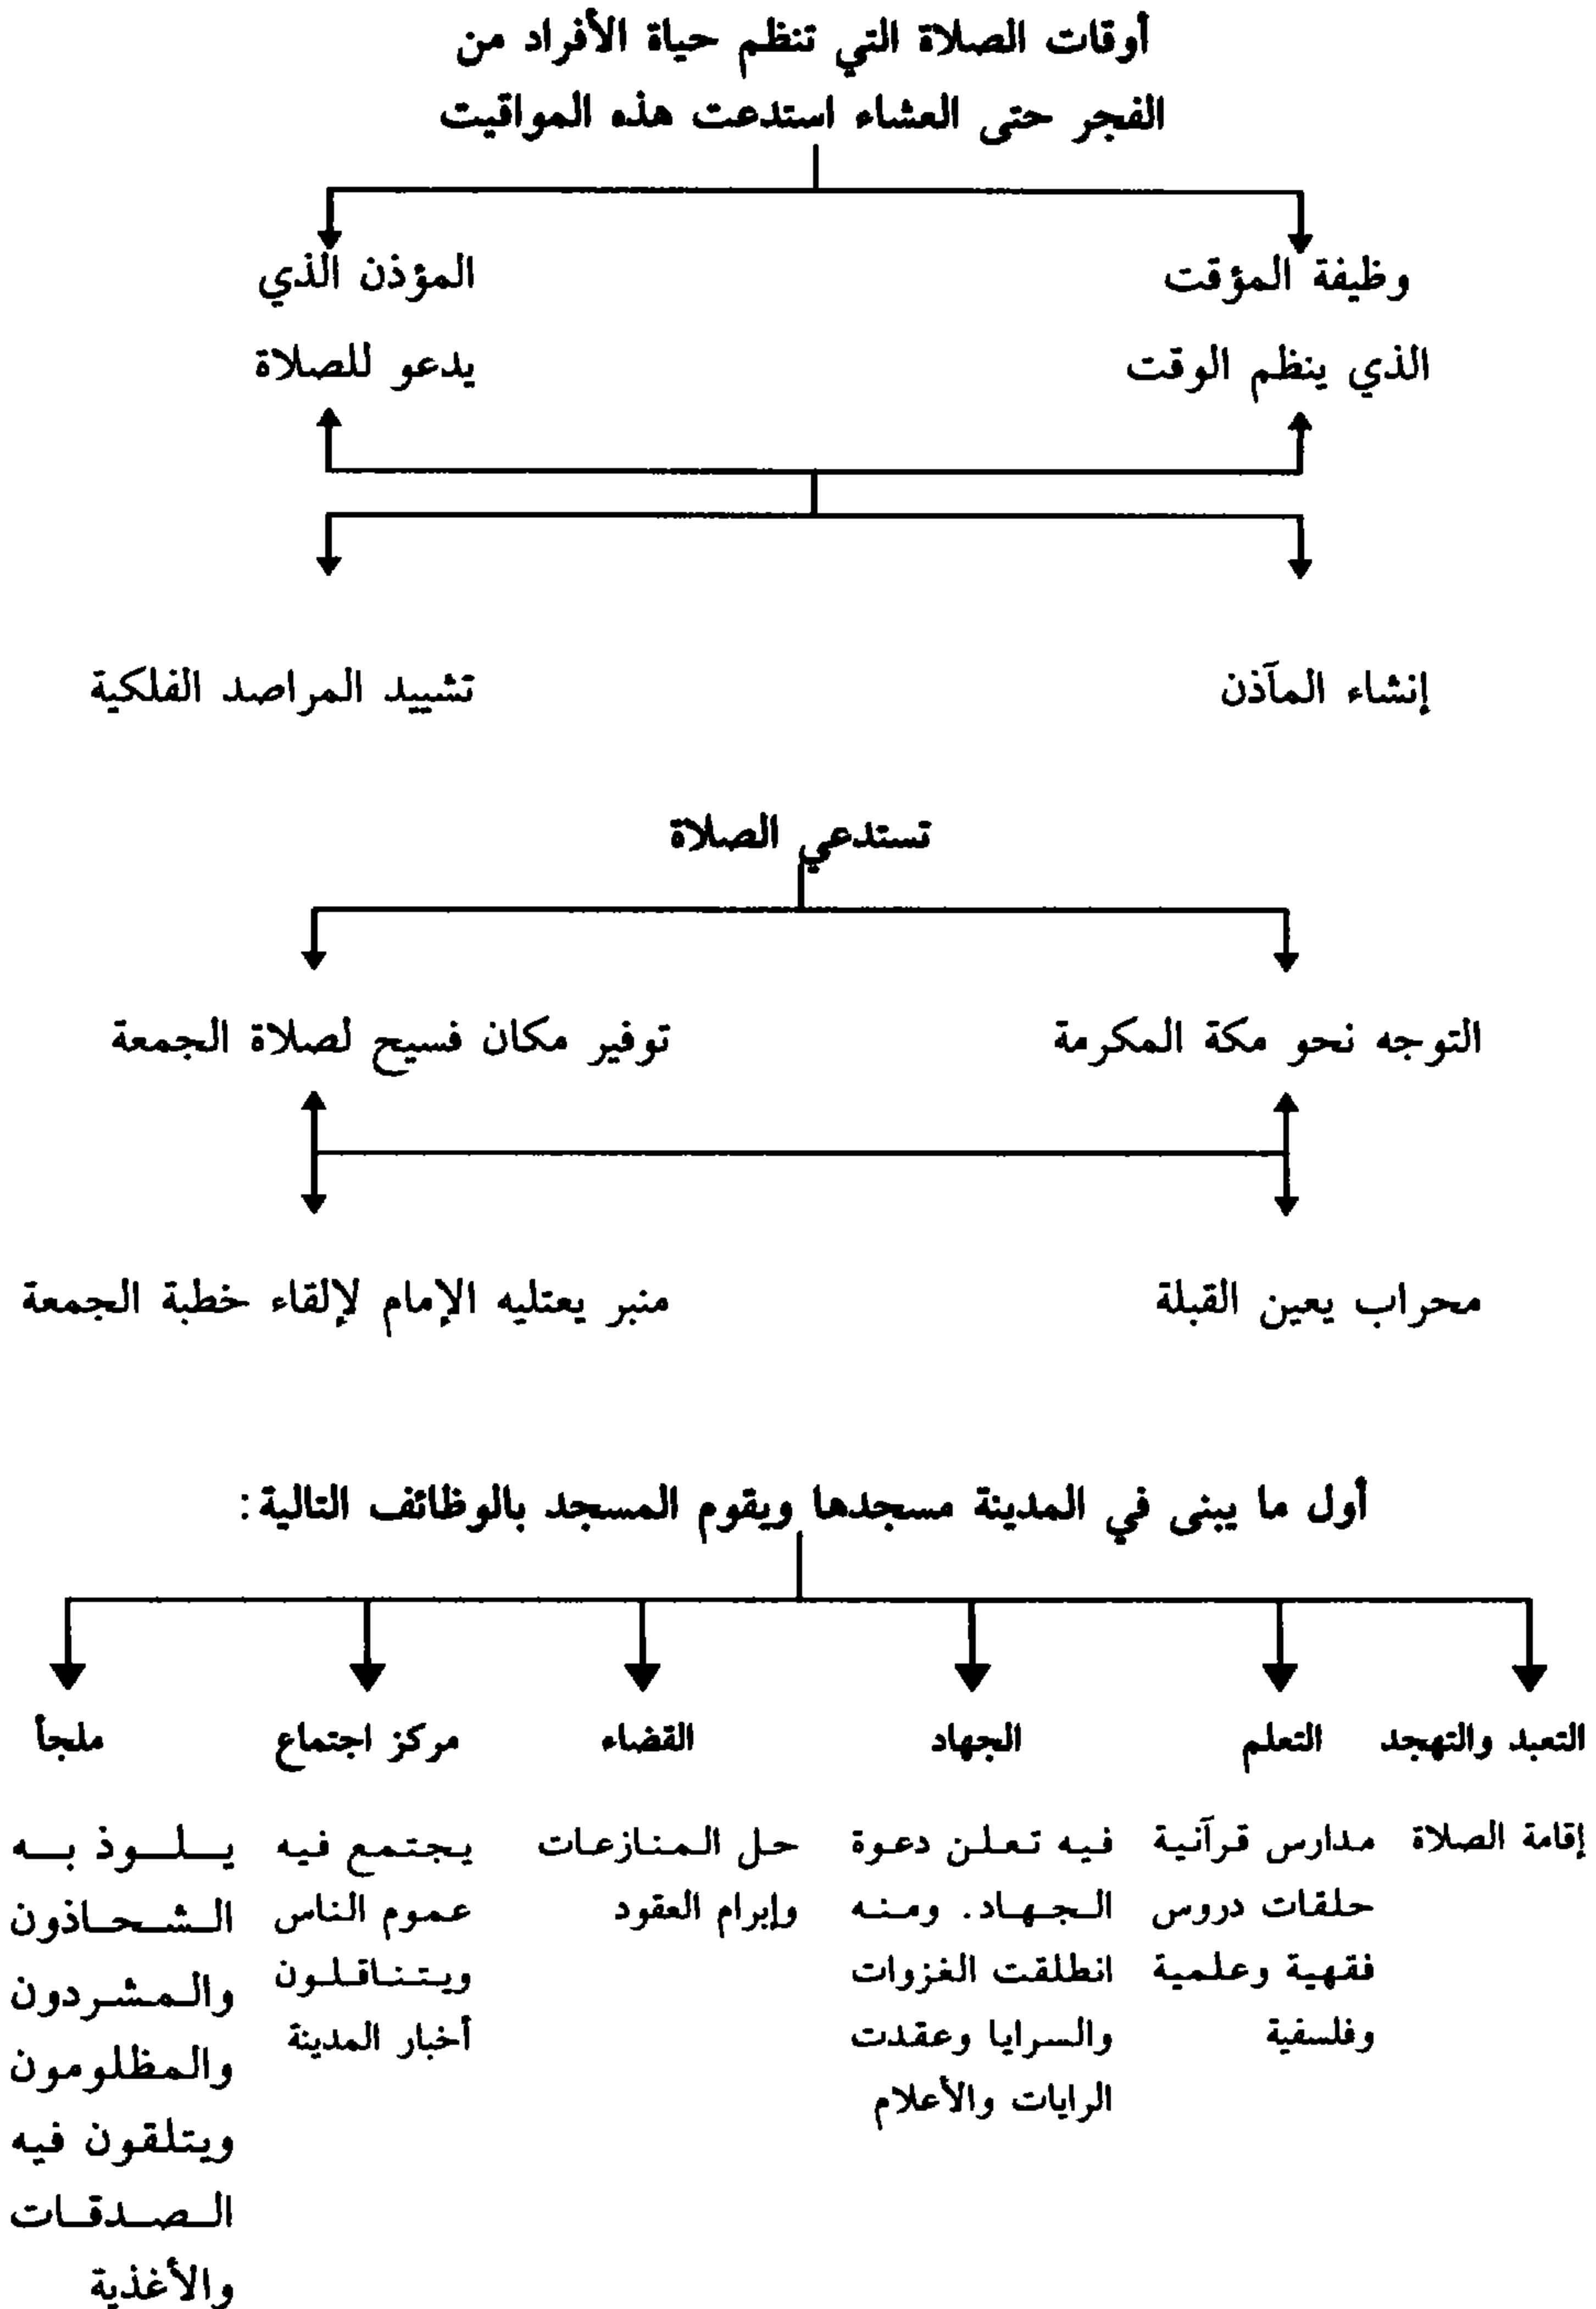 أوقات الصلاة التي تنظم حياة الأفراد من
الفجر حتى العشاء استدعت هذه المواقيت
وظيفة المؤقت
الذي ينظم الوقت
المؤذن الذي
يدعو للصلاة
إنشاء المآذن
تشييد المراصد الفلكية
تستدعي الصلاة
التوجه نحو مكة المكرمة
توفير مكان فسيح لصلاة الجمعة
محراب يعين القبلة
منبر يعتليه الإمام لإلقاء خطبة الجمعة
أول ما يبنى في المدينة مسجدها ويقوم المسجد بالوظائف التالية:
التعبد والتهجد
إقامة الصلاة
التعلم
مدارس قرآنية
حلقات دروس
فقهية وعلمية
وفلسفية
الجهاد
فيه تعلن دعوة
الجهاد. ومنه
انطلقت الغزوات
والسرايا وعقدت
الرايات والأعلام
القضاء
حل المنازعات
وإبرام العقود
مركز اجتماع
يجتمع فيه
عموم الناس
ويتناقلون
أخبار المدينة
ملجأ
يلوذ به
الشحاذون
والمشردون
والمظلومون
ويتلقون فيه
الصدقات
والأغذية